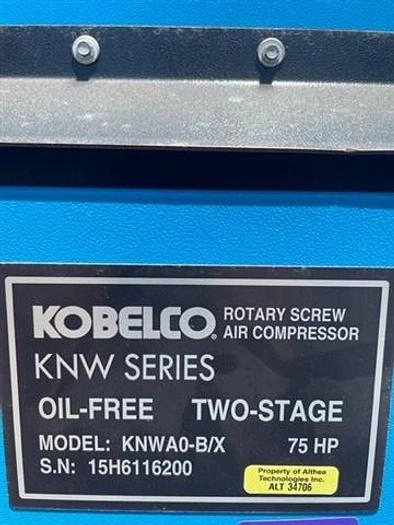 KOBELCO. ROTARY SCREW
AIR COMPRESSOR
KNW SERIES
OIL-FREE TWO-STAGE
MODEL: KNWA0-B/X 75 HP
S.N: 15H6116200
Property of Althea
Technologies Inc.
ALT 34706